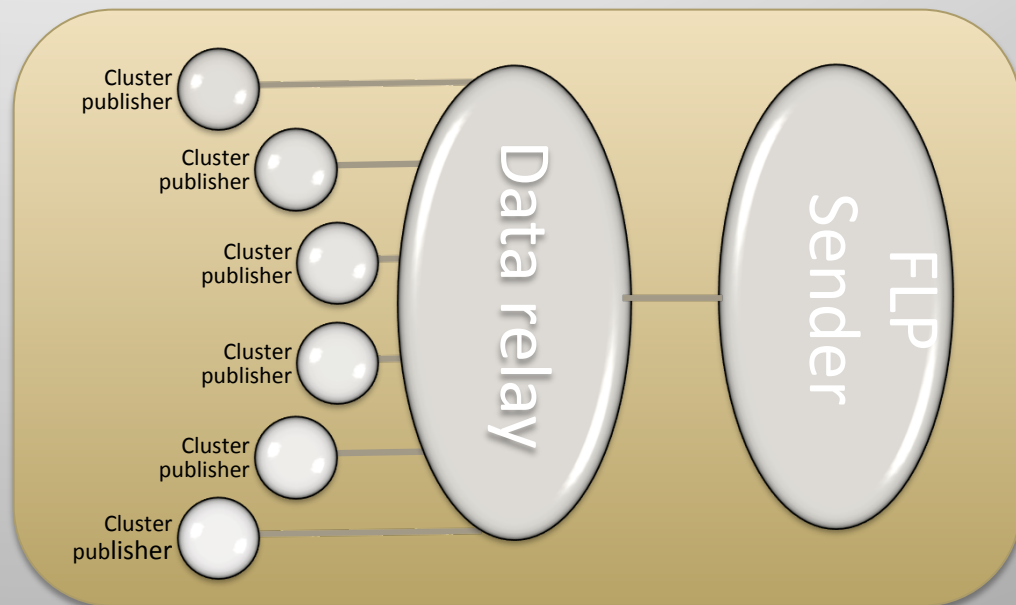 Cluster
publisher
Cluster
publisher
Cluster
publisher
Cluster
publisher
Cluster
publisher
Cluster
publisher
Data relay
FLP
Sender